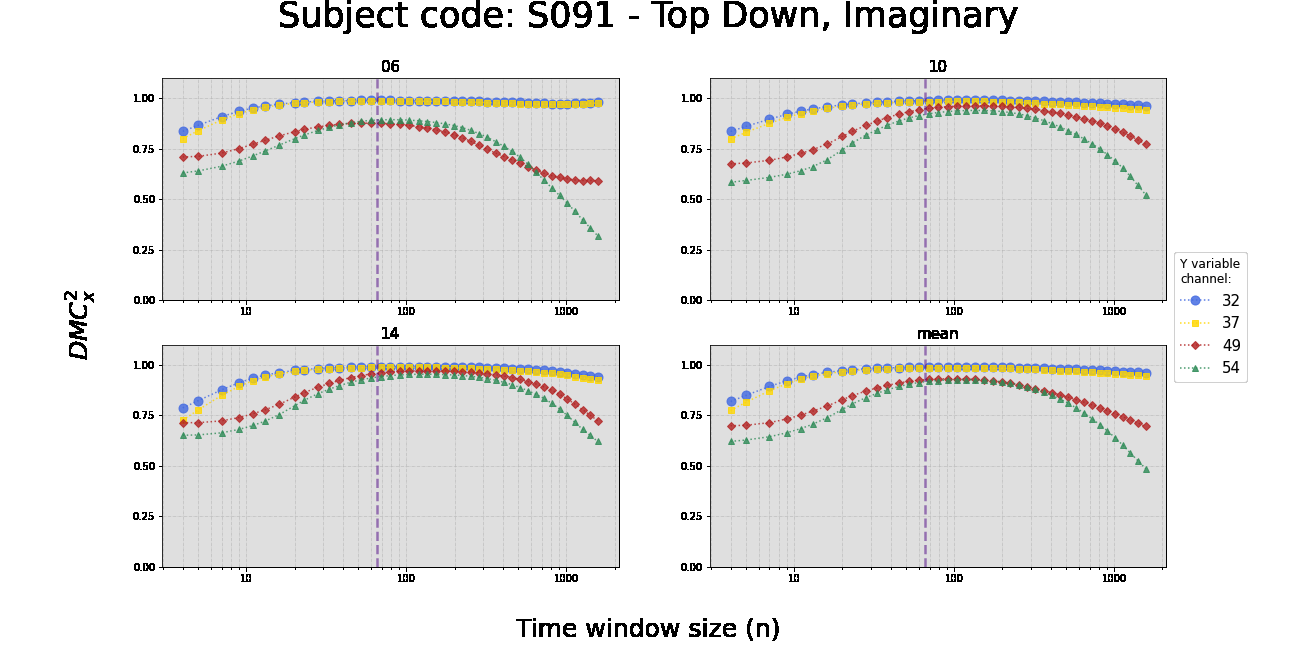 Subject code: S091 - Top Down, Imaginary
06
1.00
0.75
0.50
0.25
0.00
10 100 1000
10
1.00
0.75
0.50
0.25
0.00
10 100 1000
14
1.00
0.75
0.50
0.25
0.00
10 100 1000
mean
1.00
0.75
0.50
0.25
0.00
10 100 1000
DMC²ₓ
Y variable
channel:
32
37
49
54
Time window size (n)